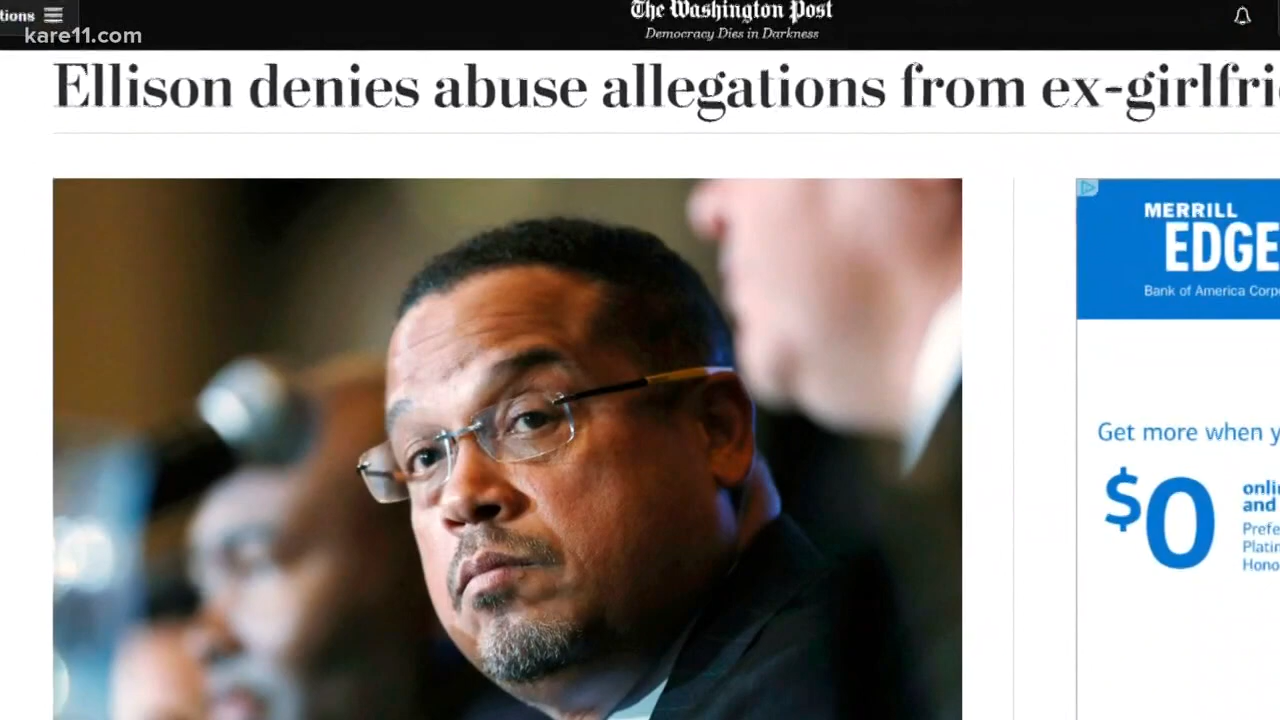 tions
kare11.com
The Washington Post
Democracy Dies in Darkness
Ellison denies abuse allegations from ex-girlfri
MERRILL
EDGE
Bank of America Corp
Get more when y
$0
onli
and
Prefe
Platin
Hono